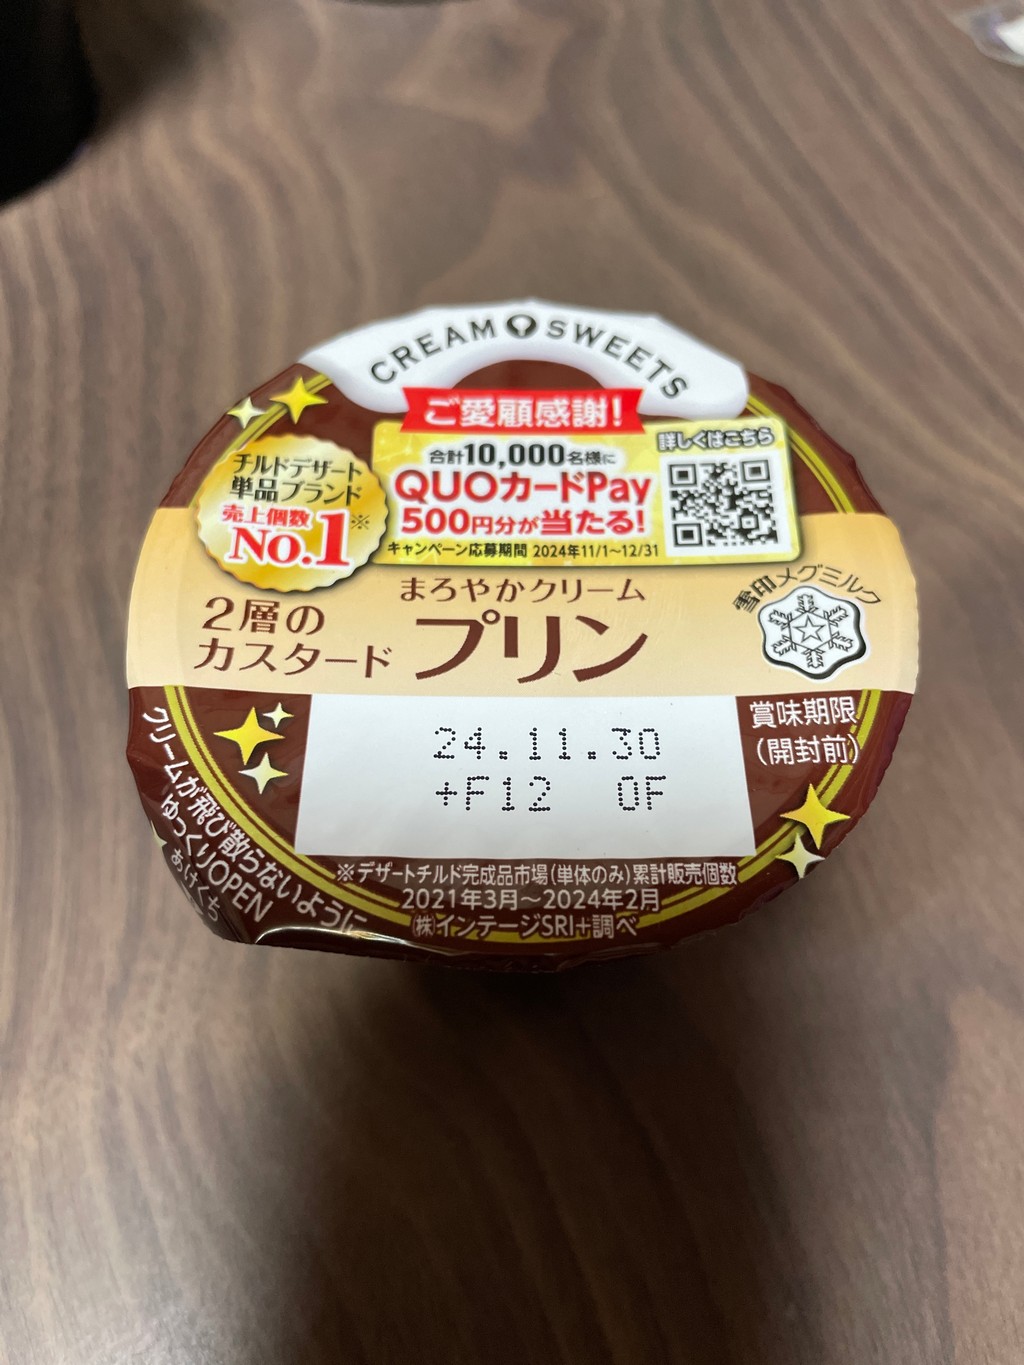 CREAM SWEETS
ご愛顧感謝!
詳しくはこちら
合計10,000名様に
QUOカードPay
500円分が当たる!
キャンペーン応募期間 2024年11/1~12/31
チルドデザート
単品ブランド
売上個数※
No.1
まろやかクリーム
2層の
カスタード
プリン
雪印メグミルク
賞味期限
(開封前)
24.11.30
+F12 0F
クリームが飛び散らないように
ゆっくりOPEN
あけくち
※デザートチルド完成品市場(単体のみ)累計販売個数
2021年3月~2024年2月
㈱インテージSRI+調べ